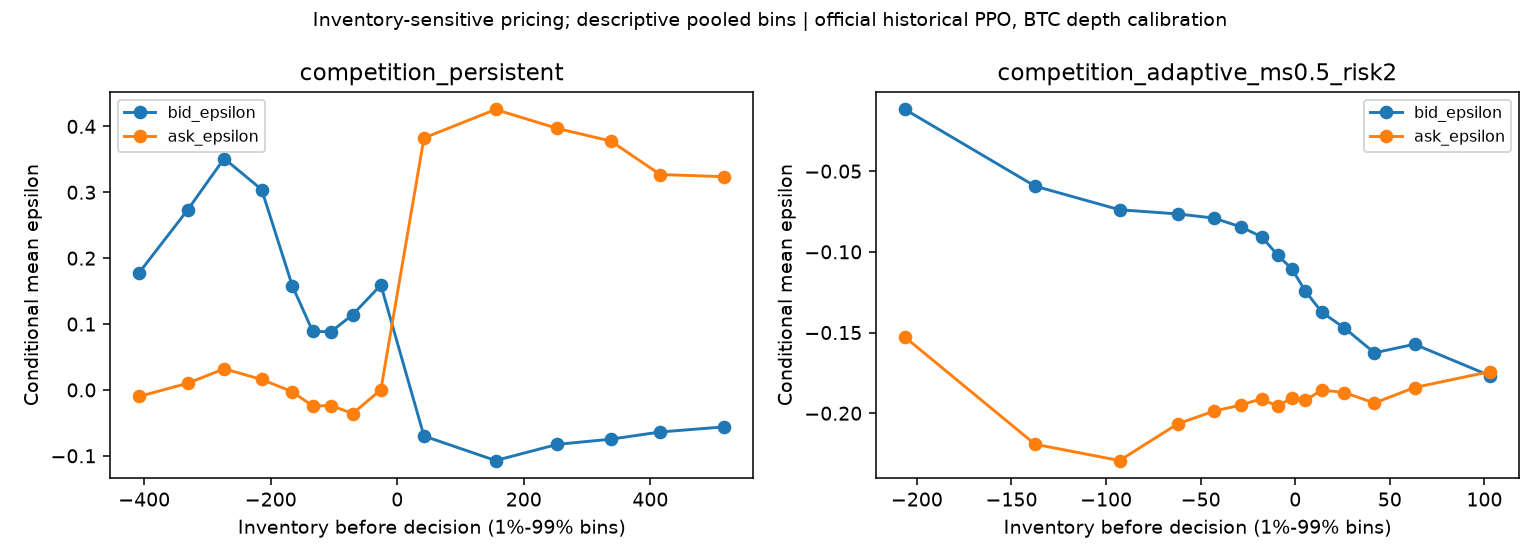 Inventory-sensitive pricing; descriptive pooled bins | official historical PPO, BTC depth calibration
competition_persistent
bid_epsilon
ask_epsilon
Conditional mean epsilon
0.4
0.3
0.2
0.1
0.0
−0.1
−400
−200
0
200
400
Inventory before decision (1%-99% bins)
competition_adaptive_ms0.5_risk2
bid_epsilon
ask_epsilon
Conditional mean epsilon
−0.05
−0.10
−0.15
−0.20
−200
−150
−100
−50
0
50
100
Inventory before decision (1%-99% bins)